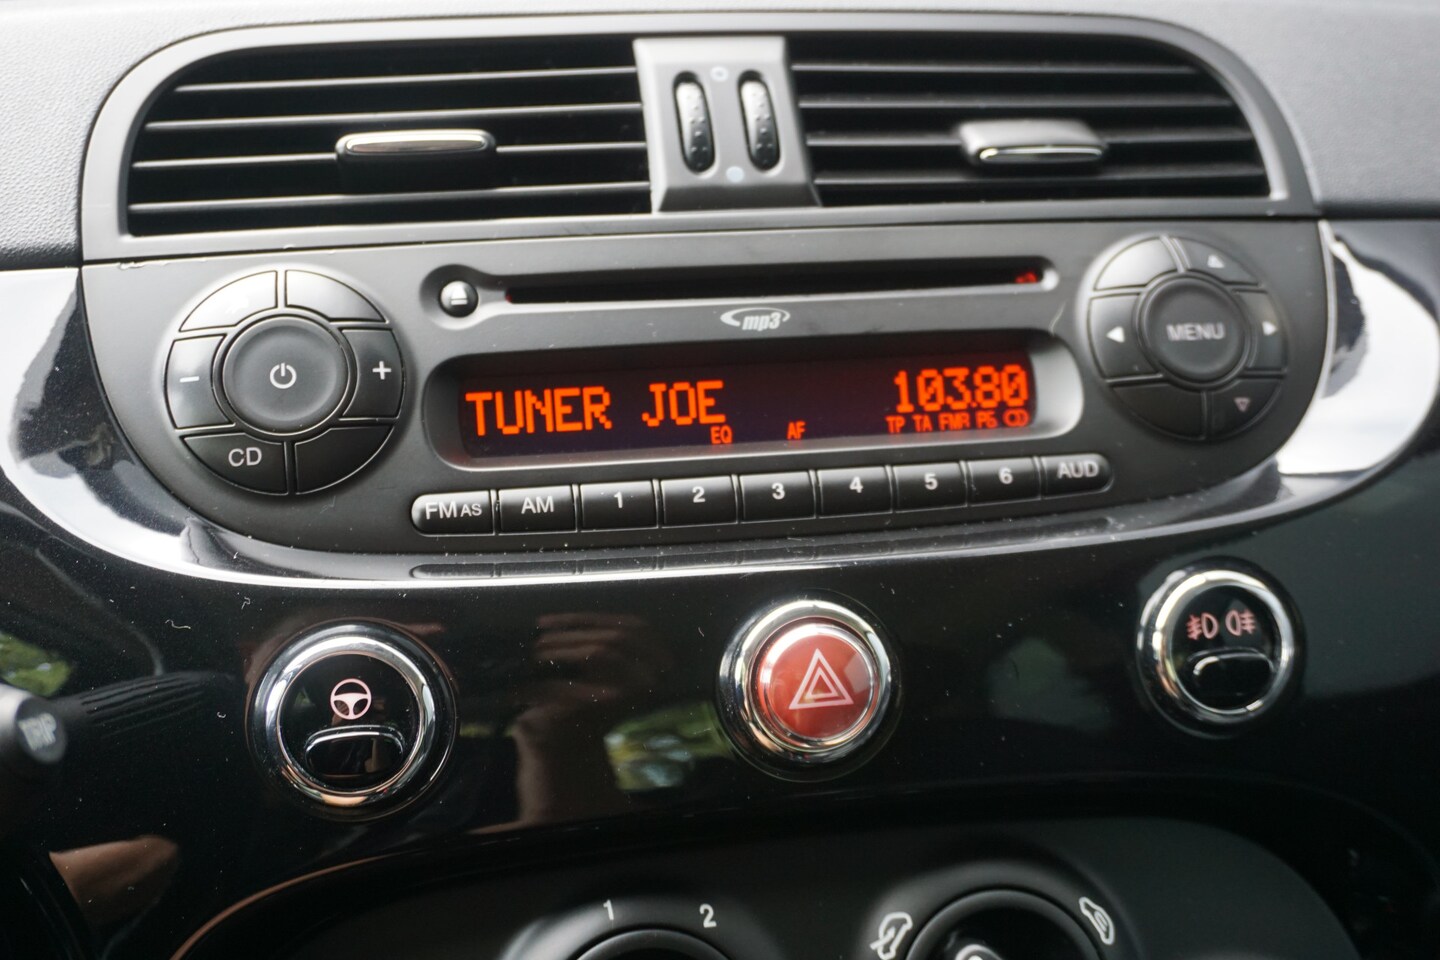 mp3
TUNER JOE 103.80
EQ AF TP TA FMR PS CD
CD
MENU
FM AS AM 1 2 3 4 5 6 AUD
TRIP
1 2